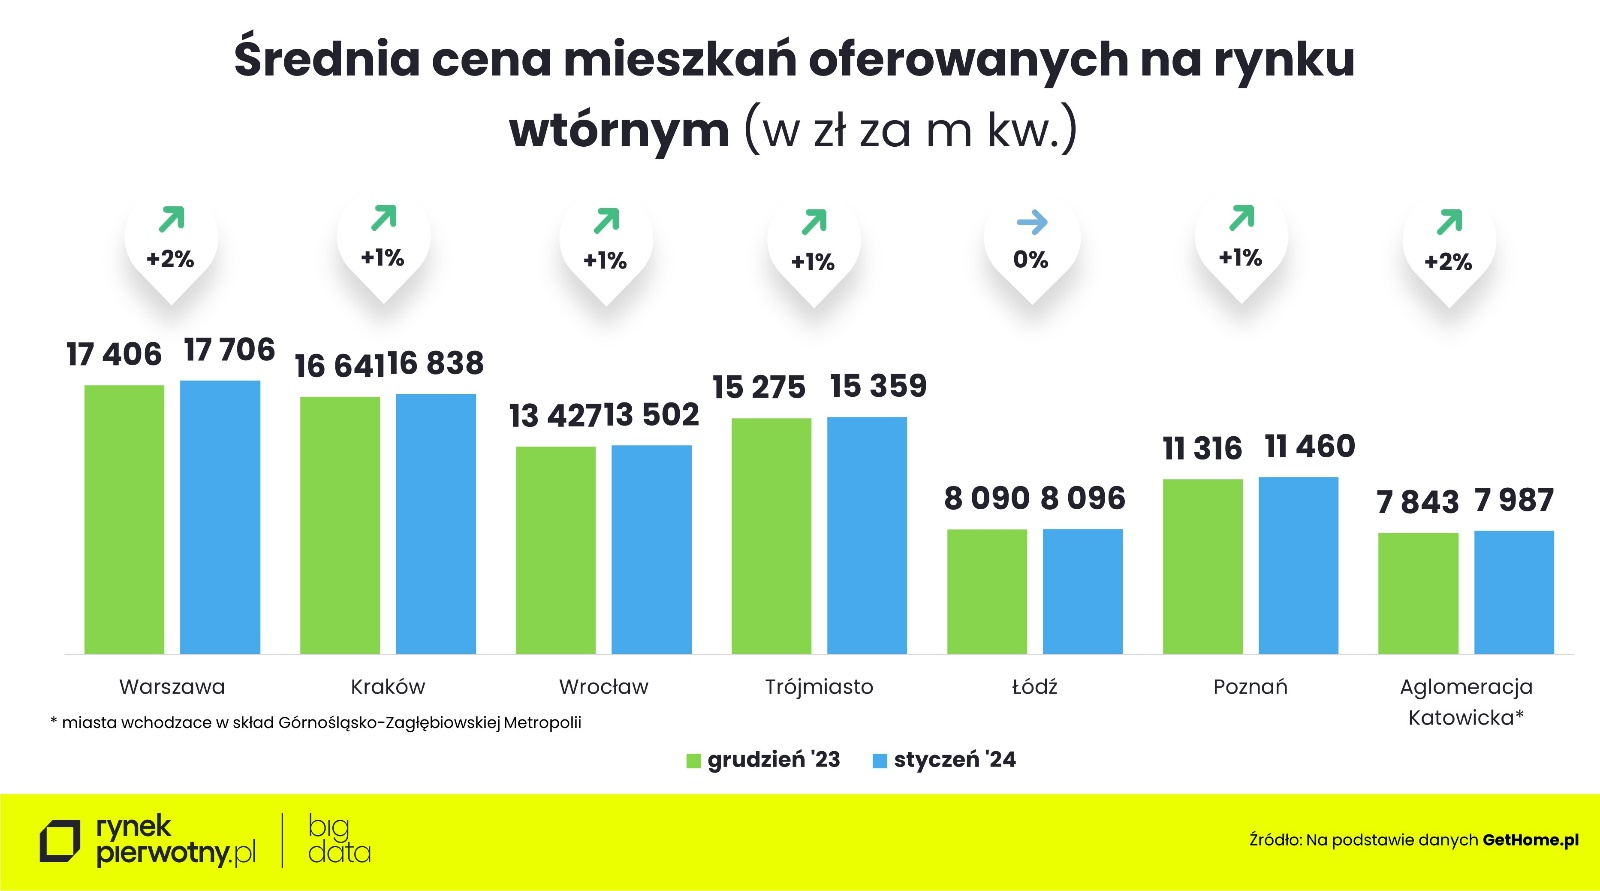 Średnia cena mieszkań oferowanych na rynku
wtórnym (w zł za m kw.)
+2%
+1%
+1%
+1%
0%
+1%
+2%
17 406
17 706
16 641
16 838
13 427
13 502
15 275
15 359
8 090
8 096
11 316
11 460
7 843
7 987
Warszawa
Kraków
Wrocław
Trójmiasto
Łódź
Poznań
Aglomeracja
Katowicka*
* miasta wchodzace w skład Górnośląsko-Zagłębiowskiej Metropolii
grudzień '23
styczeń '24
rynek
pierwotny.pl
big
data
Źródło: Na podstawie danych GetHome.pl